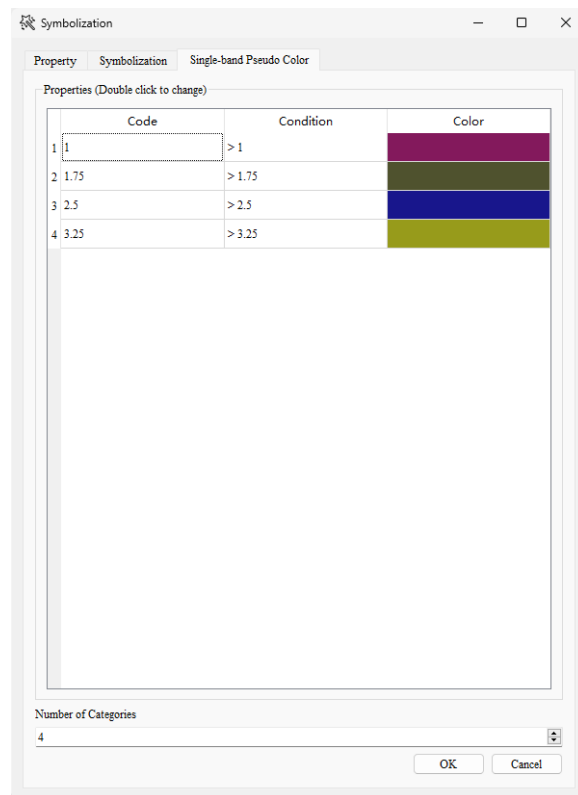 Symbolization
Property Symbolization Single-band Pseudo Color
Properties (Double click to change)
Code Condition Color
1 1 > 1
2 1.75 > 1.75
3 2.5 > 2.5
4 3.25 > 3.25
Number of Categories
4
OK Cancel